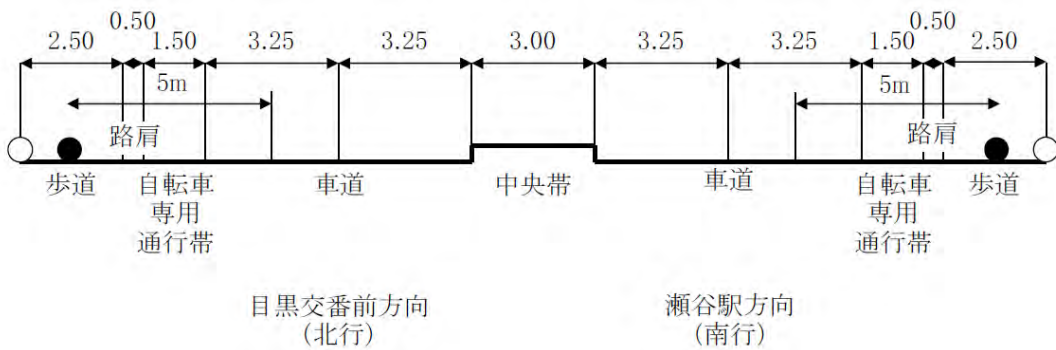 0.50 0.50
2.50 1.50 3.25 3.25 3.00 3.25 3.25 1.50 2.50
5m 5m
路肩 路肩
歩道 自転車 車道 中央帯 車道 自転車 歩道
専用 専用
通行帯 通行帯
目黒交番前方向 瀬谷駅方向
(北行) (南行)